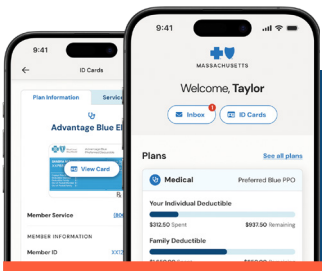 9:41
ID Cards
Plan Information Service
Advantage Blue El
View Card
Member Service
MEMBER INFORMATION
Member ID
9:41
MASSACHUSETTS
Welcome, Taylor
Inbox 1 ID Cards
Plans See all plans
Medical Preferred Blue PPO
Your Individual Deductible
$312.50 Spent $937.50 Remaining
Family Deductible